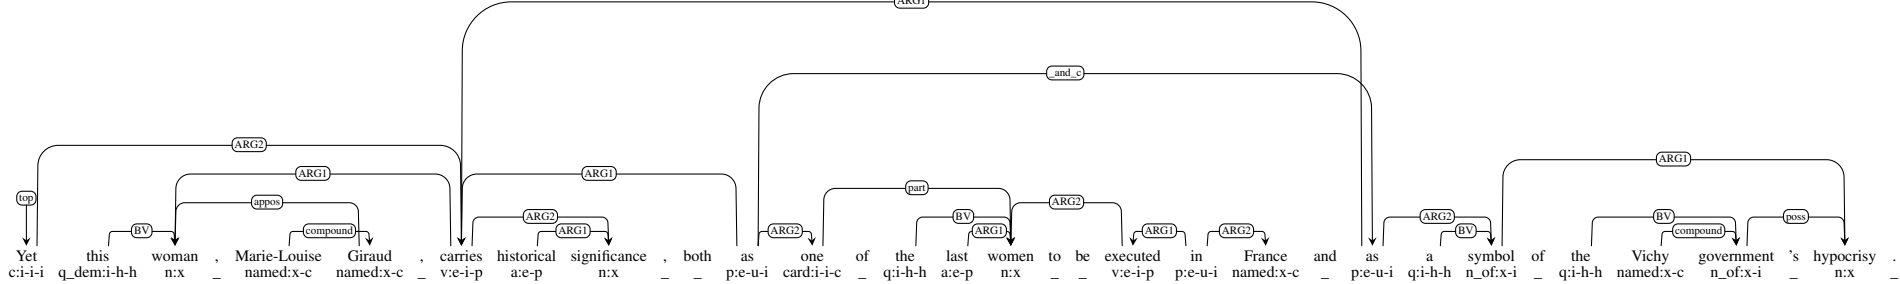 ARG1
_and_c
ARG2
ARG1
ARG1
ARG1
part
top
appos
ARG2
ARG2
BV
ARG2
BV
poss
BV
compound
ARG1
ARG2
ARG1
ARG1
ARG2
BV
compound
Yet this woman , Marie-Louise Giraud , carries historical significance , both as one of the last women to be executed in France and as a symbol of the Vichy government 's hypocrisy .
c:i-i-i q_dem:i-h-h n:x _ named:x-c named:x-c _ v:e-i-p a:e-p n:x _ _ p:e-u-i card:i-i-c _ q:i-h-h a:e-p n:x _ _ v:e-i-p p:e-u-i named:x-c _ p:e-u-i q:i-h-h n_of:x-i _ q:i-h-h named:x-c n_of:x-i _ n:x _